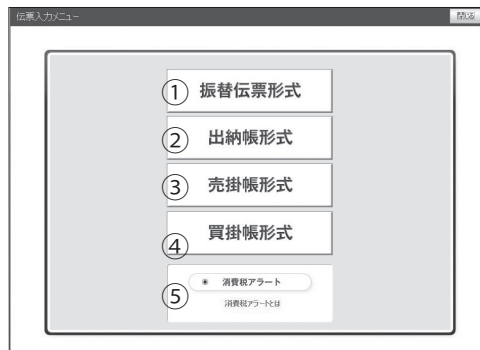 伝票入力メニュー
閉じる
① 振替伝票形式
② 出納帳形式
③ 売掛帳形式
④ 買掛帳形式
⑤ 消費税アラート
消費税アラートとは